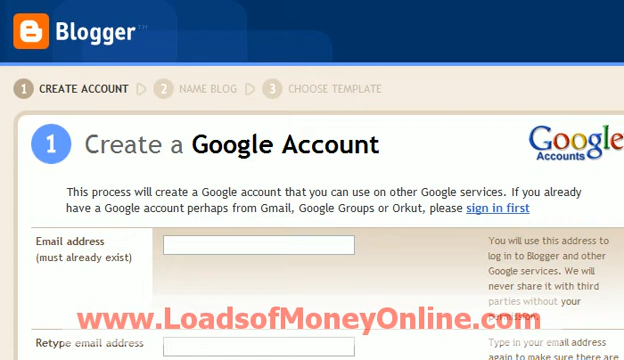 Blogger™
1 CREATE ACCOUNT 2 NAME BLOG 3 CHOOSE TEMPLATE
1 Create a Google Account
Google
Accounts
This process will create a Google account that you can use on other Google services. If you already
have a Google account perhaps from Gmail, Google Groups or Orkut, please sign in first
Email address
(must already exist)
You will use this address to
log in to Blogger and other
Google services. We will
never share it with third
parties without your
permission.
www.LoadsofMoneyOnline.com
Retype email address
Type in your email address
again to make sure there are